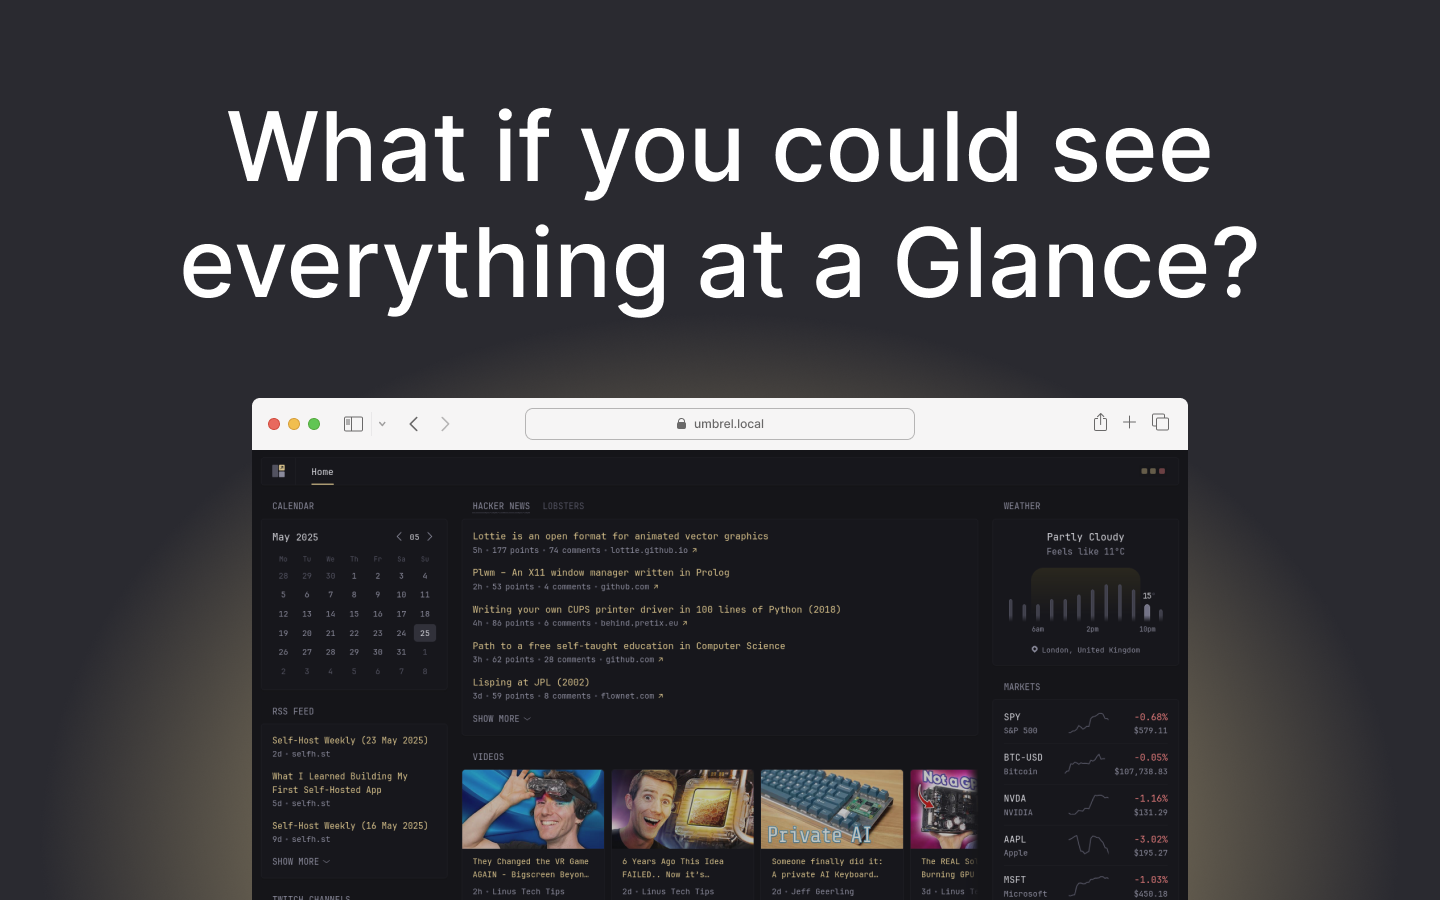 What if you could see
everything at a Glance?
umbrel.local
Home
CALENDAR
May 2025
05
Mo Tu We Th Fr Sa Su
28 29 30 1 2 3 4
5 6 7 8 9 10 11
12 13 14 15 16 17 18
19 20 21 22 23 24 25
26 27 28 29 30 31 1
2 3 4 5 6 7 8
RSS FEED
Self-Host Weekly (23 May 2025)
2d · selfh.st
What I Learned Building My
First Self-Hosted App
5d · selfh.st
Self-Host Weekly (16 May 2025)
9d · selfh.st
SHOW MORE
TWITCH CHANNELS
HACKER NEWS LOBSTERS
Lottie is an open format for animated vector graphics
5h · 177 points · 74 comments · lottie.github.io
Plwm – An X11 window manager written in Prolog
2h · 53 points · 4 comments · github.com
Writing your own CUPS printer driver in 100 lines of Python (2018)
4h · 86 points · 6 comments · behind.pretix.eu
Path to a free self-taught education in Computer Science
3h · 62 points · 28 comments · github.com
Lisping at JPL (2002)
3d · 59 points · 8 comments · flownet.com
SHOW MORE
VIDEOS
They Changed the VR Game
AGAIN - Bigscreen Beyon…
2h · Linus Tech Tips
6 Years Ago This Idea
FAILED.. Now it's…
2d · Linus Tech Tips
Private AI
Someone finally did it:
A private AI Keyboard…
2d · Jeff Geerling
Not a G
The REAL So
Burning GPU
3d · Linus T
WEATHER
Partly Cloudy
Feels like 11°C
15°
6am 2pm 10pm
London, United Kingdom
MARKETS
SPY -0.68%
S&P 500 $579.11
BTC-USD -0.05%
Bitcoin $107,738.03
NVDA -1.16%
NVIDIA $131.29
AAPL -3.02%
Apple $195.27
MSFT -1.03%
Microsoft $450.18